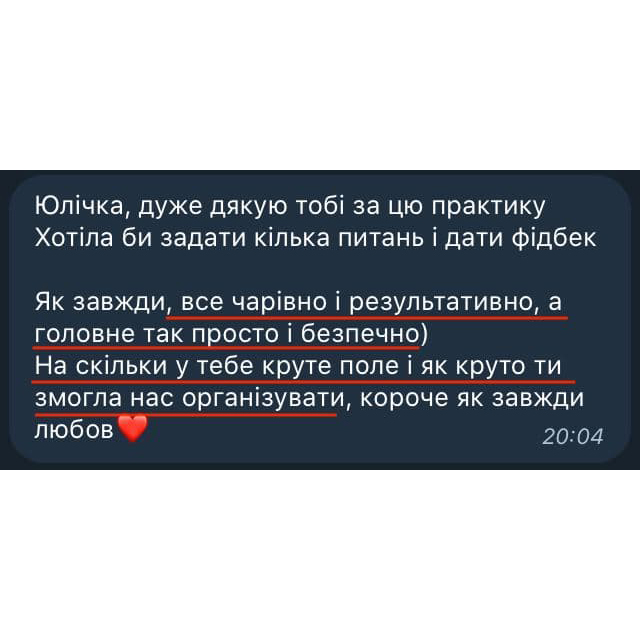 Юлічка, дуже дякую тобі за цю практику
Хотіла би задати кілька питань і дати фідбек
Як завжди, все чарівно і результативно, а
головне так просто і безпечно)
На скільки у тебе круте поле і як круто ти
змогла нас організувати, короче як завжди
любов❤️
20:04